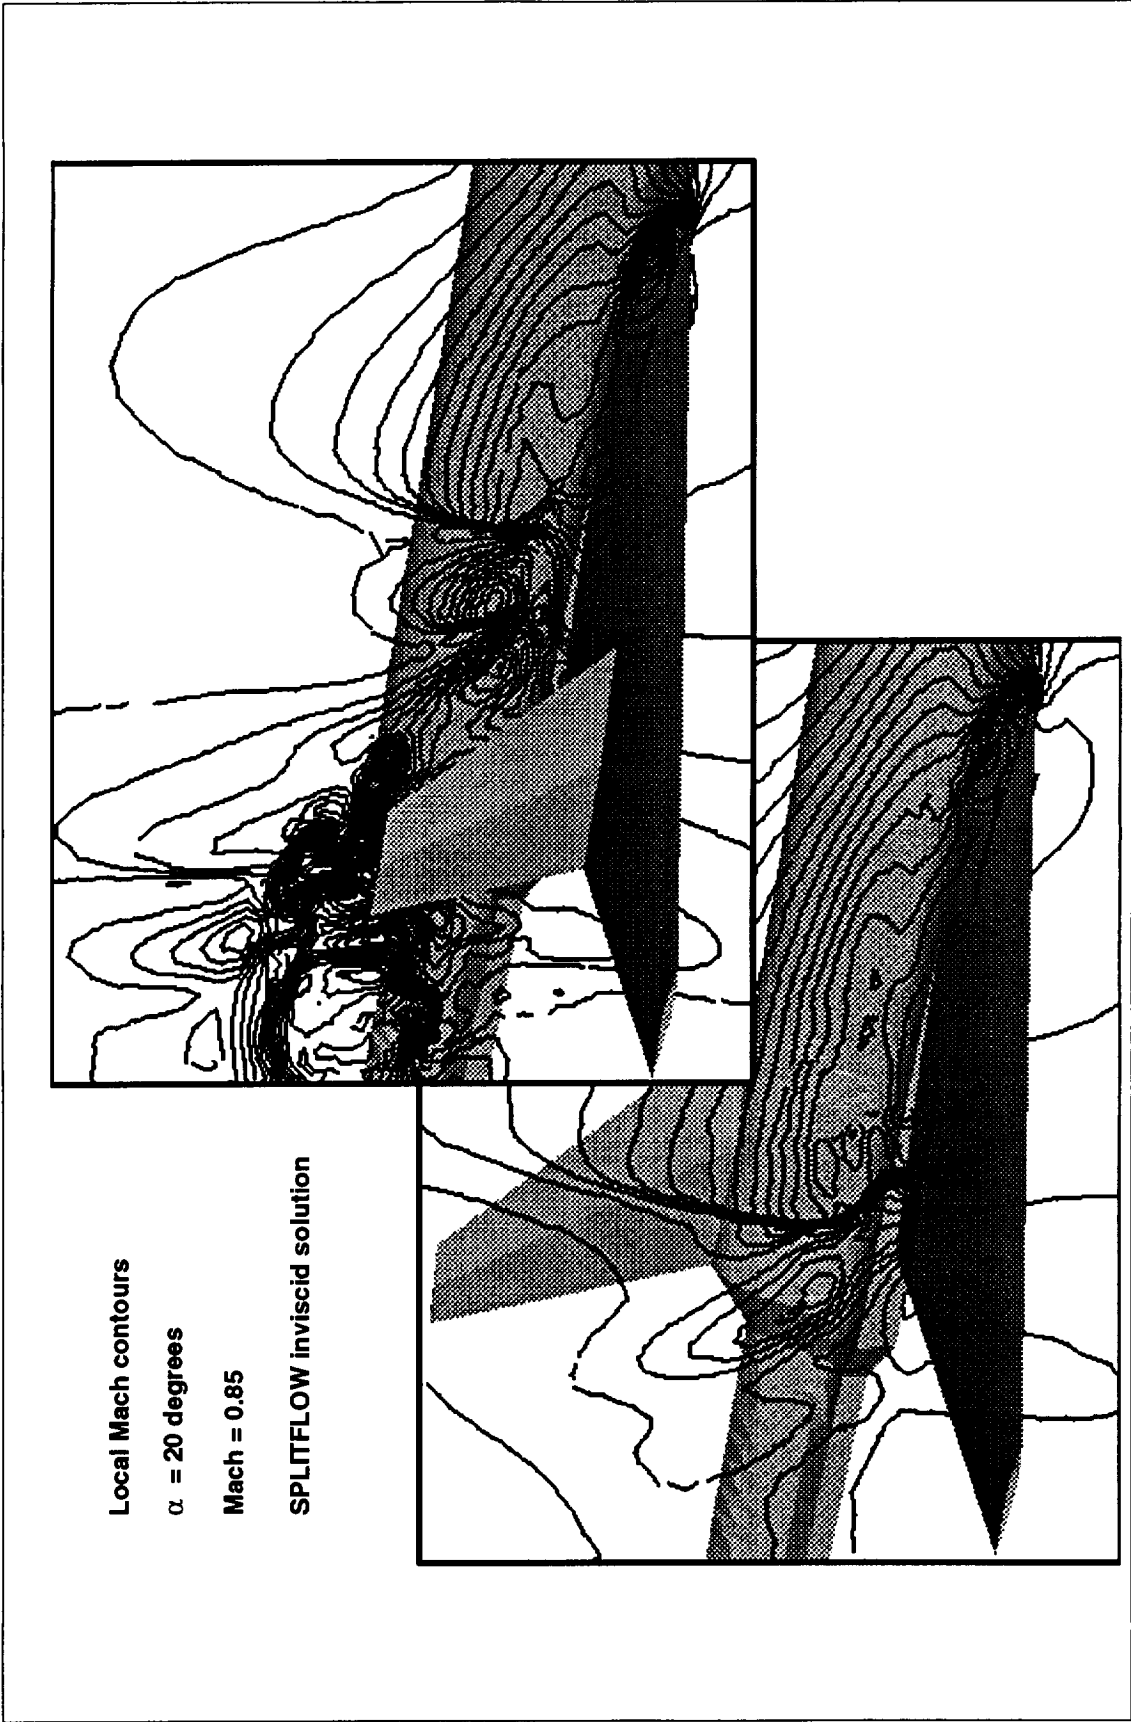 Local Mach contours
α = 20 degrees
Mach = 0.85
SPLITFLOW inviscid solution